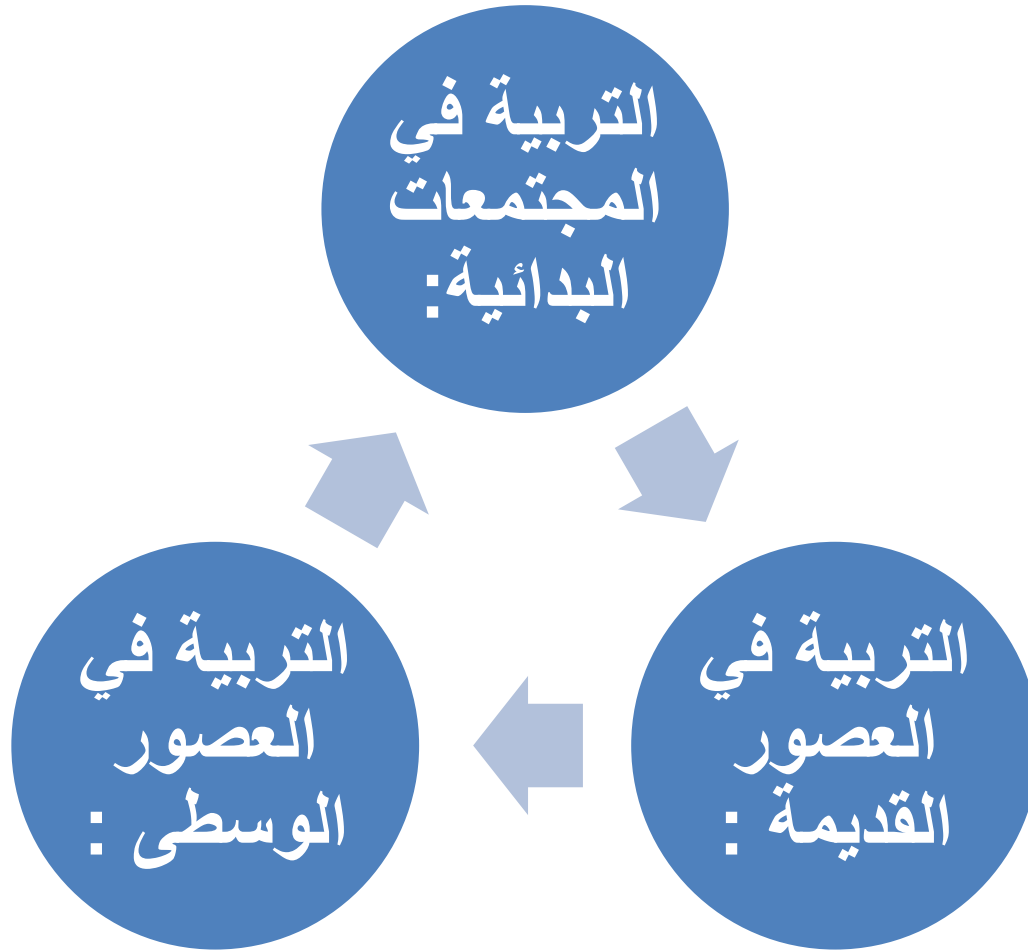 التربية في
المجتمعات
البدائية:
التربية في
العصور
القديمة :
التربية في
العصور
الوسطى :